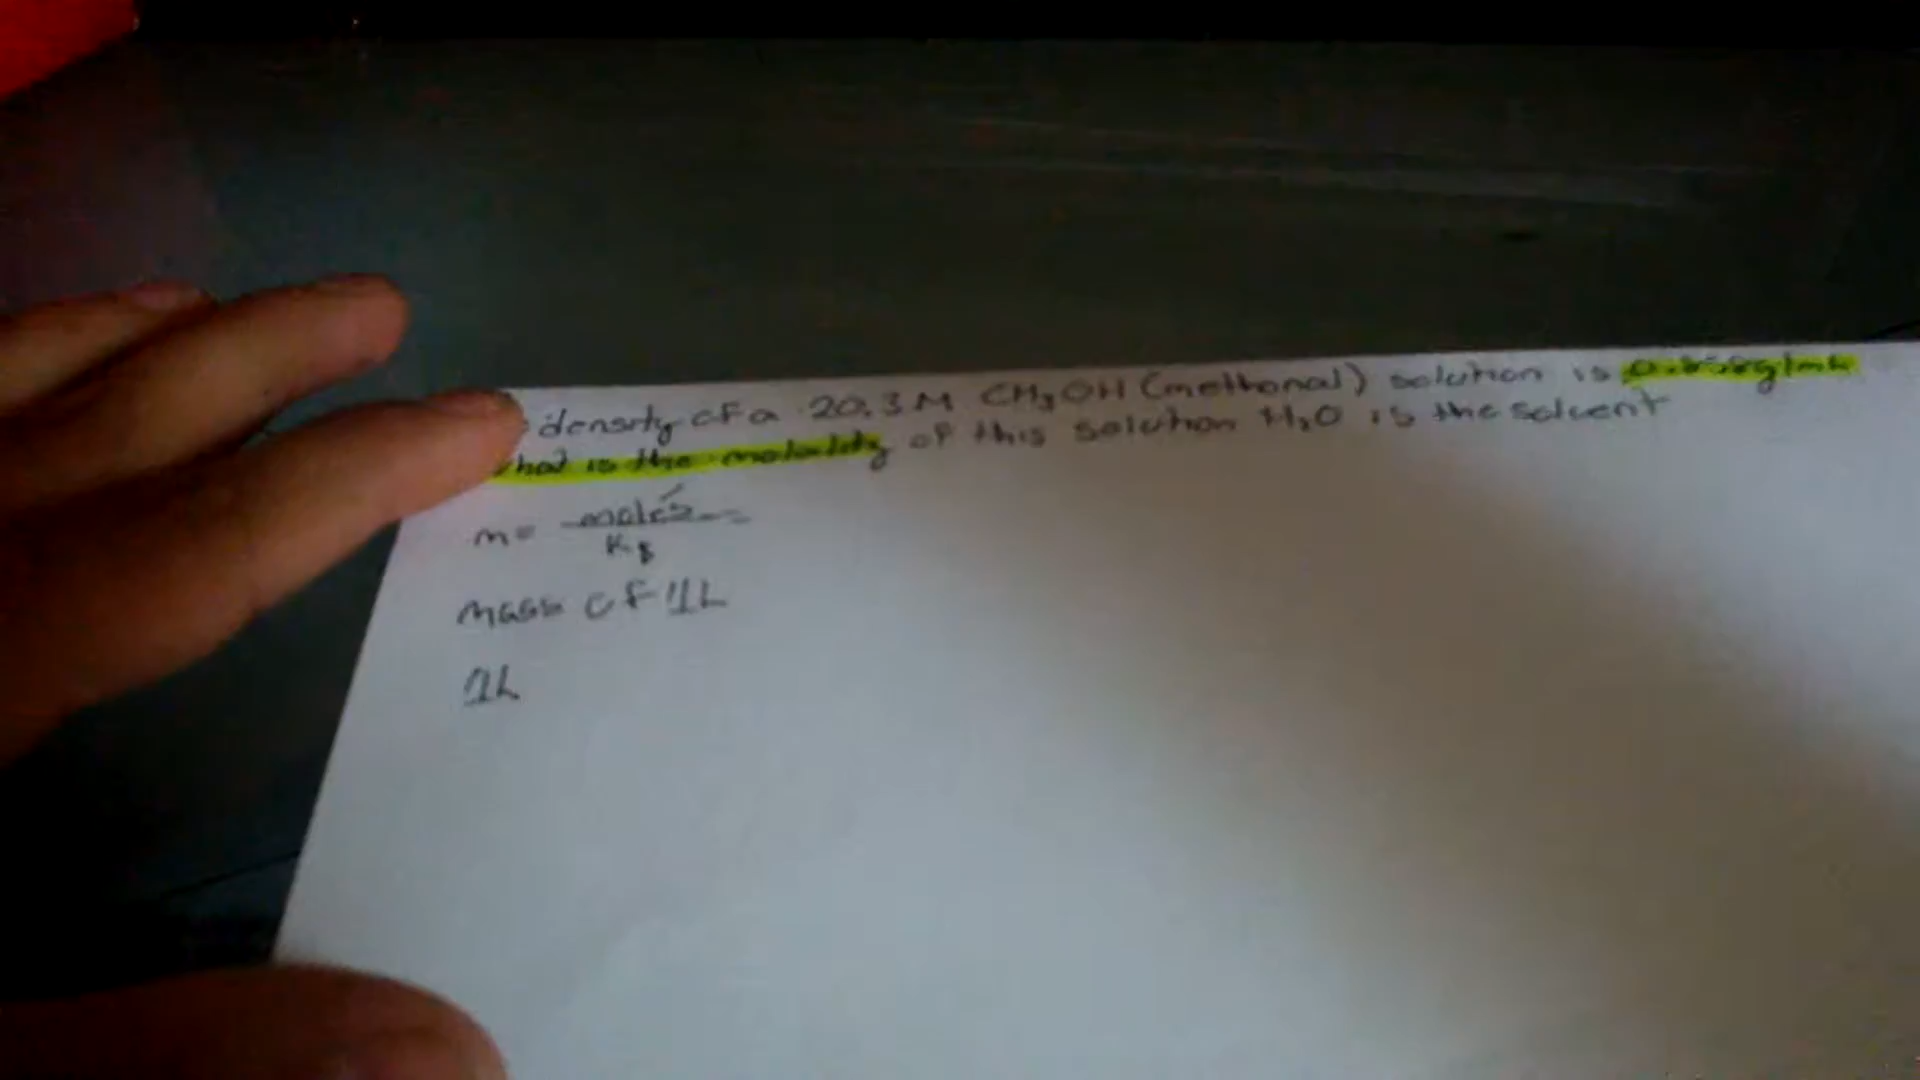 density of a 20.3 M CH₃OH (methanol) solution is g/mL
hat is the molality of this solution H₂O is the solvent
m = moles
Kg
mass of 1L
1L